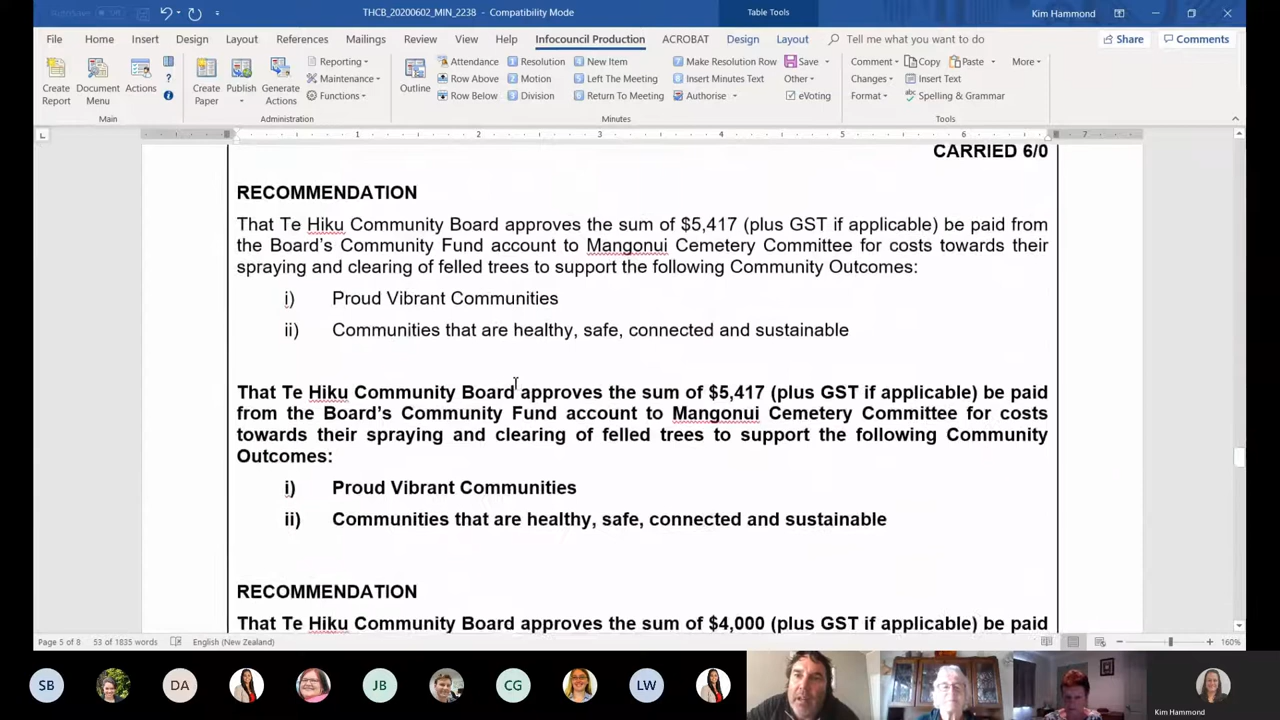 AutoSave
THCB_20200602_MIN_2238 - Compatibility Mode
Table Tools
Kim Hammond
File Home Insert Design Layout References Mailings Review View Help Infocouncil Production ACROBAT Design Layout Tell me what you want to do Share Comments
Create Report
Document Menu
Actions
Main
Create Paper
Publish
Generate Actions
Reporting
Maintenance
Functions
Administration
Outline
Attendance
Row Above
Row Below
Resolution
Motion
Division
New Item
Left The Meeting
Return To Meeting
Make Resolution Row
Insert Minutes Text
Authorise
Save
Other
eVoting
Minutes
Comment
Changes
Format
Copy
Paste
Insert Text
Spelling & Grammar
More
Tools
1 2 3 4 5 6 7
CARRIED 6/0
RECOMMENDATION
That Te Hiku Community Board approves the sum of $5,417 (plus GST if applicable) be paid from
the Board's Community Fund account to Mangonui Cemetery Committee for costs towards their
spraying and clearing of felled trees to support the following Community Outcomes:
i) Proud Vibrant Communities
ii) Communities that are healthy, safe, connected and sustainable
That Te Hiku Community Board approves the sum of $5,417 (plus GST if applicable) be paid
from the Board's Community Fund account to Mangonui Cemetery Committee for costs
towards their spraying and clearing of felled trees to support the following Community
Outcomes:
i) Proud Vibrant Communities
ii) Communities that are healthy, safe, connected and sustainable
RECOMMENDATION
That Te Hiku Community Board approves the sum of $4,000 (plus GST if applicable) be paid
Page 5 of 8 53 of 1835 words English (New Zealand) 160%
SB DA JB CG LW
Kim Hammond